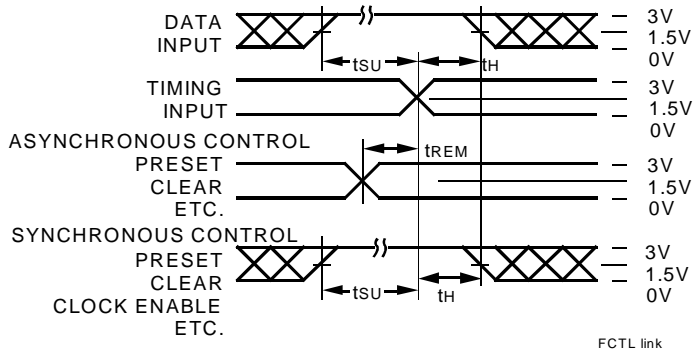 DATA
INPUT
3V
1.5V
0V
tSU
tH
TIMING
INPUT
3V
1.5V
0V
ASYNCHRONOUS CONTROL
tREM
PRESET
CLEAR
ETC.
3V
1.5V
0V
SYNCHRONOUS CONTROL
PRESET
CLEAR
CLOCK ENABLE
ETC.
3V
1.5V
0V
tSU
tH
FCTL link